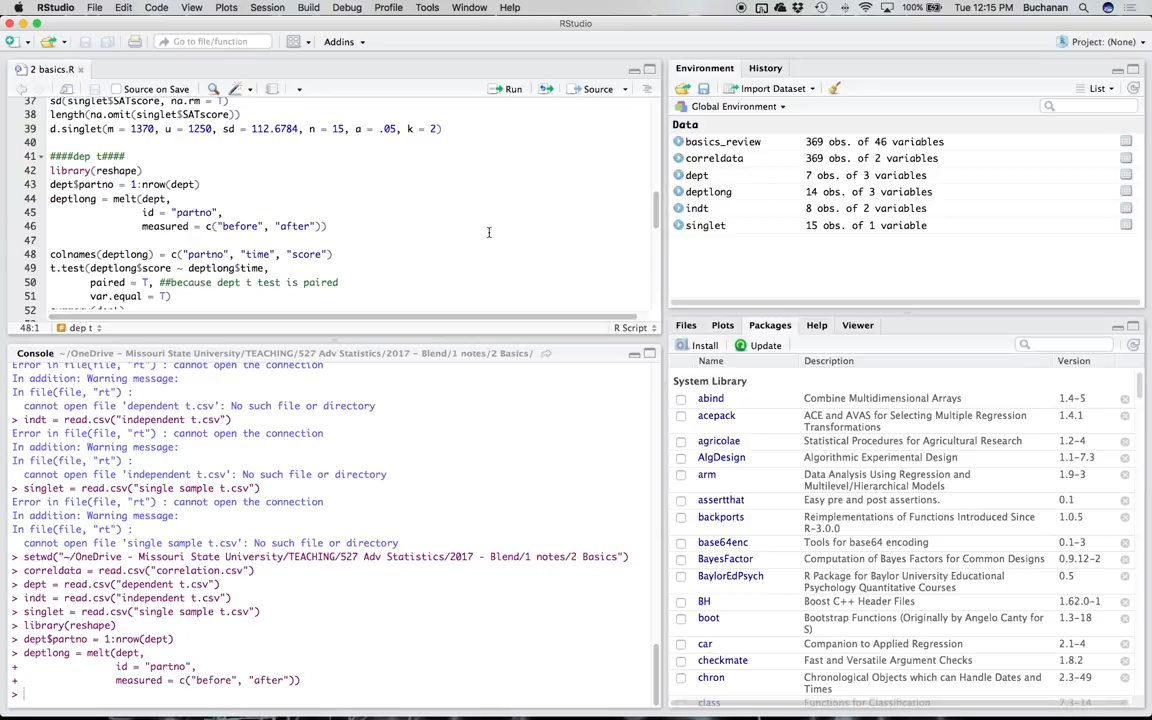 RStudio File Edit Code View Plots Session Build Debug Profile Tools Window Help 100% Tue 12:15 PM Buchanan
RStudio
Go to file/function Addins Project: (None)
2 basics.R
Source on Save Run Source
37 sd(singlet$SATscore, na.rm = T)
38 length(na.omit(singlet$SATscore))
39 d.singlet(m = 1370, u = 1250, sd = 112.6784, n = 15, a = .05, k = 2)
40
41 ####dep t####
42 library(reshape)
43 dept$partno = 1:nrow(dept)
44 deptlong = melt(dept,
45 id = "partno",
46 measured = c("before", "after"))
47
48 colnames(deptlong) = c("partno", "time", "score")
49 t.test(deptlong$score ~ deptlong$time,
50 paired = T, ##because dept t test is paired
51 var.equal = T)
52
48:1 dep t R Script
Console ~/OneDrive - Missouri State University/TEACHING/527 Adv Statistics/2017 - Blend/1 notes/2 Basics/
Error in file(file, "rt") : cannot open the connection
In addition: Warning message:
In file(file, "rt") :
cannot open file 'dependent t.csv': No such file or directory
> indt = read.csv("independent t.csv")
Error in file(file, "rt") : cannot open the connection
In addition: Warning message:
In file(file, "rt") :
cannot open file 'independent t.csv': No such file or directory
> singlet = read.csv("single sample t.csv")
Error in file(file, "rt") : cannot open the connection
In addition: Warning message:
In file(file, "rt") :
cannot open file 'single sample t.csv': No such file or directory
> setwd("~/OneDrive - Missouri State University/TEACHING/527 Adv Statistics/2017 - Blend/1 notes/2 Basics")
> correldata = read.csv("correlation.csv")
> dept = read.csv("dependent t.csv")
> indt = read.csv("independent t.csv")
> singlet = read.csv("single sample t.csv")
> library(reshape)
> dept$partno = 1:nrow(dept)
> deptlong = melt(dept,
+ id = "partno",
+ measured = c("before", "after"))
>
Environment History
Import Dataset List
Global Environment
Data
basics_review 369 obs. of 46 variables
correldata 369 obs. of 2 variables
dept 7 obs. of 3 variables
deptlong 14 obs. of 3 variables
indt 8 obs. of 2 variables
singlet 15 obs. of 1 variable
Files Plots Packages Help Viewer
Install Update
Name Description Version
System Library
abind Combine Multidimensional Arrays 1.4-5
acepack ACE and AVAS for Selecting Multiple Regression 1.4.1
Transformations
agricolae Statistical Procedures for Agricultural Research 1.2-4
AlgDesign Algorithmic Experimental Design 1.1-7.3
arm Data Analysis Using Regression and 1.9-3
Multilevel/Hierarchical Models
assertthat Easy pre and post assertions. 0.1
backports Reimplementations of Functions Introduced Since 1.0.5
R-3.0.0
base64enc Tools for base64 encoding 0.1-3
BayesFactor Computation of Bayes Factors for Common Designs 0.9.12-2
BaylorEdPsych R Package for Baylor University Educational 0.5
Psychology Quantitative Courses
BH Boost C++ Header Files 1.62.0-1
boot Bootstrap Functions (Originally by Angelo Canty for 1.3-18
S)
car Companion to Applied Regression 2.1-4
checkmate Fast and Versatile Argument Checks 1.8.2
chron Chronological Objects which can Handle Dates and 2.3-49
Times
class Functions for Classification 7.3-14